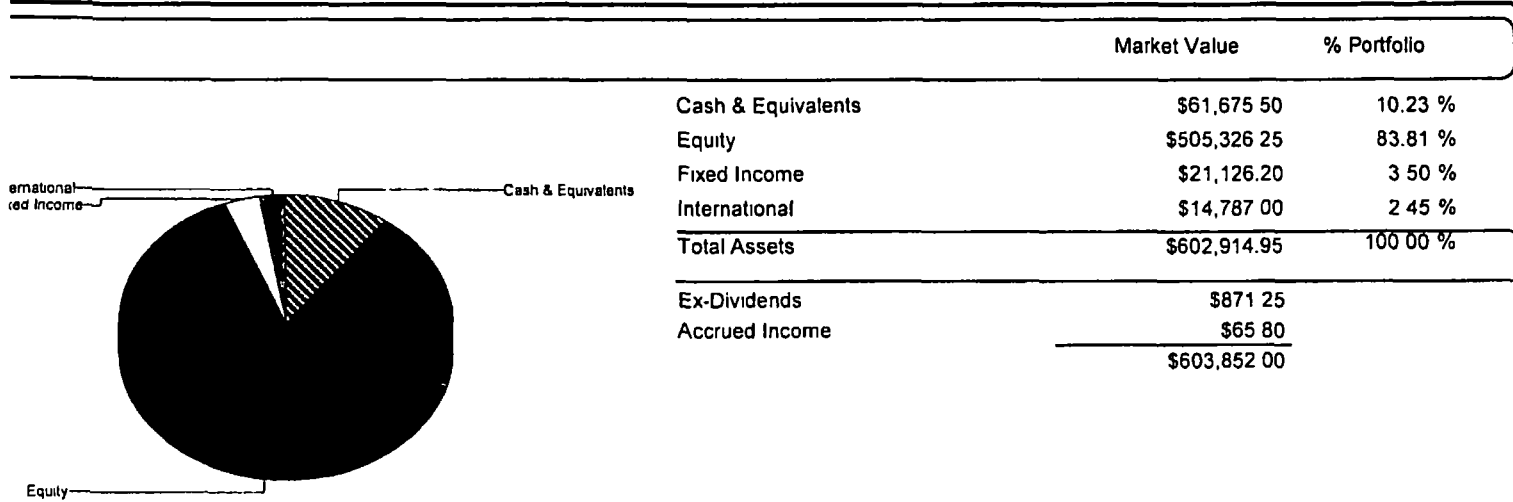 Market Value % Portfolio
Cash & Equivalents $61,675 50 10.23 %
Equity $505,326 25 83.81 %
Fixed Income $21,126.20 3 50 %
International $14,787 00 2 45 %
Total Assets $602,914.95 100 00 %
Ex-Dividends $871 25
Accrued Income $65 80
$603,852 00
ernational
xed Income
Cash & Equivalents
Equity